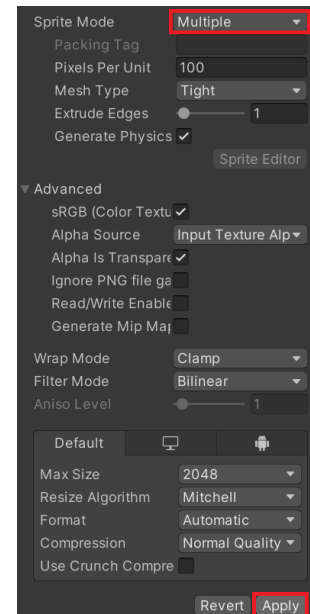 Sprite Mode Multiple
Packing Tag
Pixels Per Unit 100
Mesh Type Tight
Extrude Edges 1
Generate Physics
Sprite Editor
Advanced
sRGB (Color Textu
Alpha Source Input Texture Alp
Alpha Is Transpare
Ignore PNG file ga
Read/Write Enable
Generate Mip Map
Wrap Mode Clamp
Filter Mode Bilinear
Aniso Level 1
Default
Max Size 2048
Resize Algorithm Mitchell
Format Automatic
Compression Normal Quality
Use Crunch Compre
Revert Apply